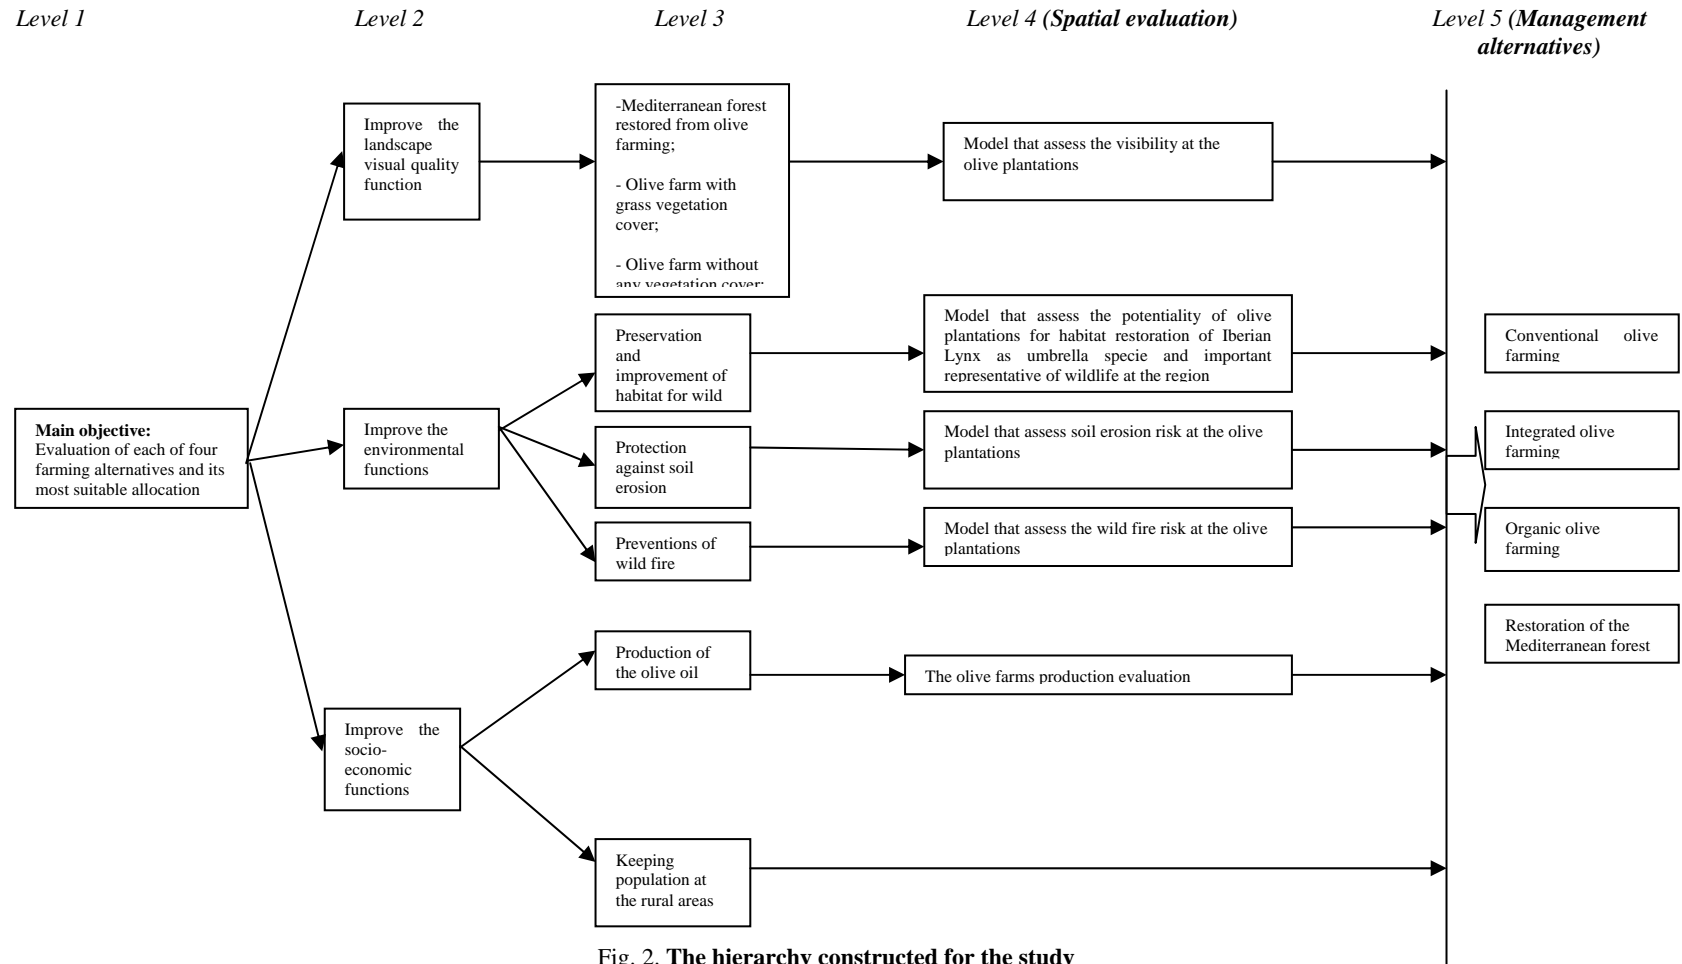 Level 1
Level 2
Level 3
Level 4 (Spatial evaluation)
Level 5 (Management
alternatives)
Main objective:
Evaluation of each of four
farming alternatives and its
most suitable allocation
Improve the
landscape
visual quality
function
Improve the
environmental
functions
Improve the
socio-
economic
functions
-Mediterranean forest
restored from olive
farming;
- Olive farm with
grass vegetation
cover;
- Olive farm without
any vegetation cover;
Preservation
and
improvement of
habitat for wild
Protection
against soil
erosion
Preventions of
wild fire
Production of
the olive oil
Keeping
population at
the rural areas
Model that assess the visibility at the
olive plantations
Model that assess the potentiality of olive
plantations for habitat restoration of Iberian
Lynx as umbrella specie and important
representative of wildlife at the region
Model that assess soil erosion risk at the olive
plantations
Model that assess the wild fire risk at the olive
plantations
The olive farms production evaluation
Conventional olive
farming
Integrated olive
farming
Organic olive
farming
Restoration of the
Mediterranean forest
Fig. 2. The hierarchy constructed for the study